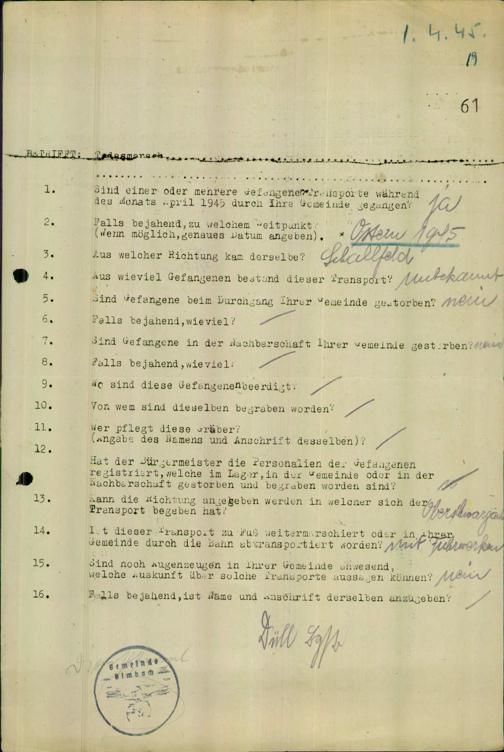 1. 4. 45.
19
61
BETRIFFT: Todesmarsch
1. Sind einer oder mehrere Gefangenen Transporte während
des Monats April 1945 durch Ihre Gemeinde gegangen? ja
2. Falls bejahend,zu welchem Zeitpunkt?
(Wenn möglich,genaues Datum angeben). * Ostern 1945
3. Aus welcher Richtung kam derselbe? Schallfeld
4. Aus wieviel Gefangenen bestand dieser Transport? unbekannt
5. Sind Gefangene beim Durchgang Ihrer Gemeinde gestorben? nein
6. Falls bejahend,wieviel?
7. Sind Gefangene in der Nachbarschaft Ihrer Gemeinde gestorben? nein
8. Falls bejahend,wieviel?
9. Wo sind diese Gefangenen beerdigt?
10. Von wem sind dieselben begraben worden?
11. Wer pflegt diese Gräber?
(Angabe des Namens und Anschrift desselben)?
12. Hat der Bürgermeister die Personalien der Gefangenen
registriert,welche im Lager,in der Gemeinde oder in der
Nachbarschaft gestorben und begraben worden sind?
13. Kann die Richtung angegeben werden in welcher sich der
Transport begeben hat?
14. Ist dieser Transport zu Fuß weitermarschiert oder in Ihrer
Gemeinde durch die Bahn abtransportiert worden? mit Fuhrwerken
15. Sind noch Augenzeugen in Ihrer Gemeinde anwesend,
welche Auskunft über solche Transporte aussagen können? nein
16. Falls bejahend,ist Name und Anschrift derselben anzugeben?
Düll Bgst
Gemeinde